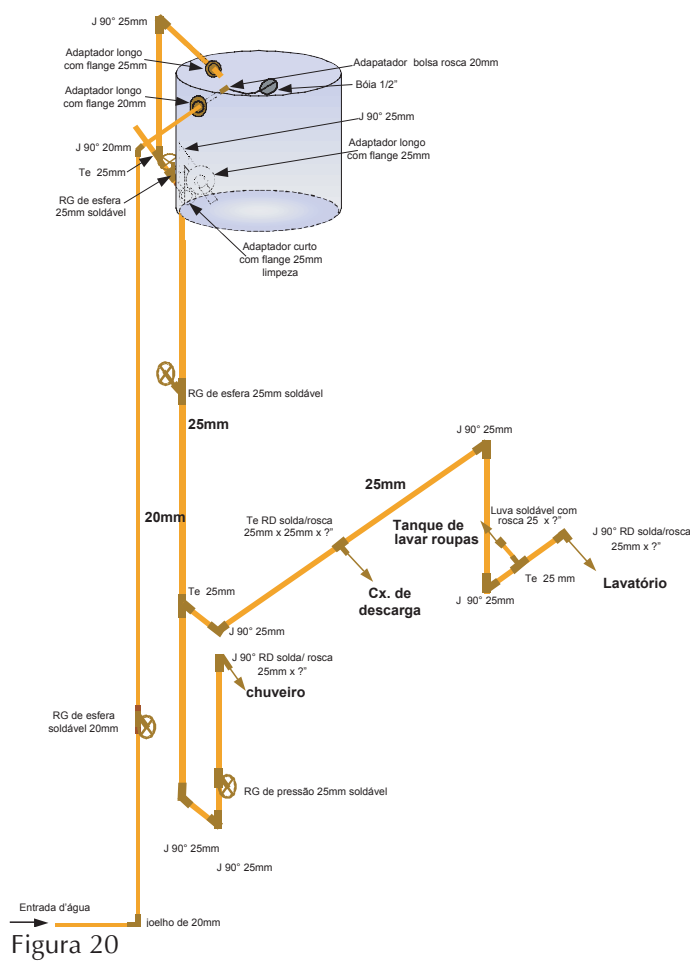 J 90° 25mm
Adaptador longo
com flange 25mm
Adapatador bolsa rosca 20mm
Bóia 1/2”
Adaptador longo
com flange 20mm
J 90° 25mm
J 90° 20mm
Te 25mm
Adaptador longo
com flange 25mm
RG de esfera
25mm soldável
Adaptador curto
com flange 25mm
limpeza
RG de esfera 25mm soldável
25mm
J 90° 25mm
25mm
20mm
Te RD solda/rosca
25mm x 25mm x ?”
Tanque de
lavar roupas
Luva soldável com
rosca 25 x ?”
J 90° RD solda/rosca
25mm x ?”
Te 25 mm
Lavatório
J 90° 25mm
Cx. de
descarga
Te 25mm
J 90° 25mm
J 90° RD solda/ rosca
25mm x ?”
chuveiro
RG de esfera
soldável 20mm
RG de pressão 25mm soldável
J 90° 25mm
J 90° 25mm
Entrada d'água
joelho de 20mm
Figura 20